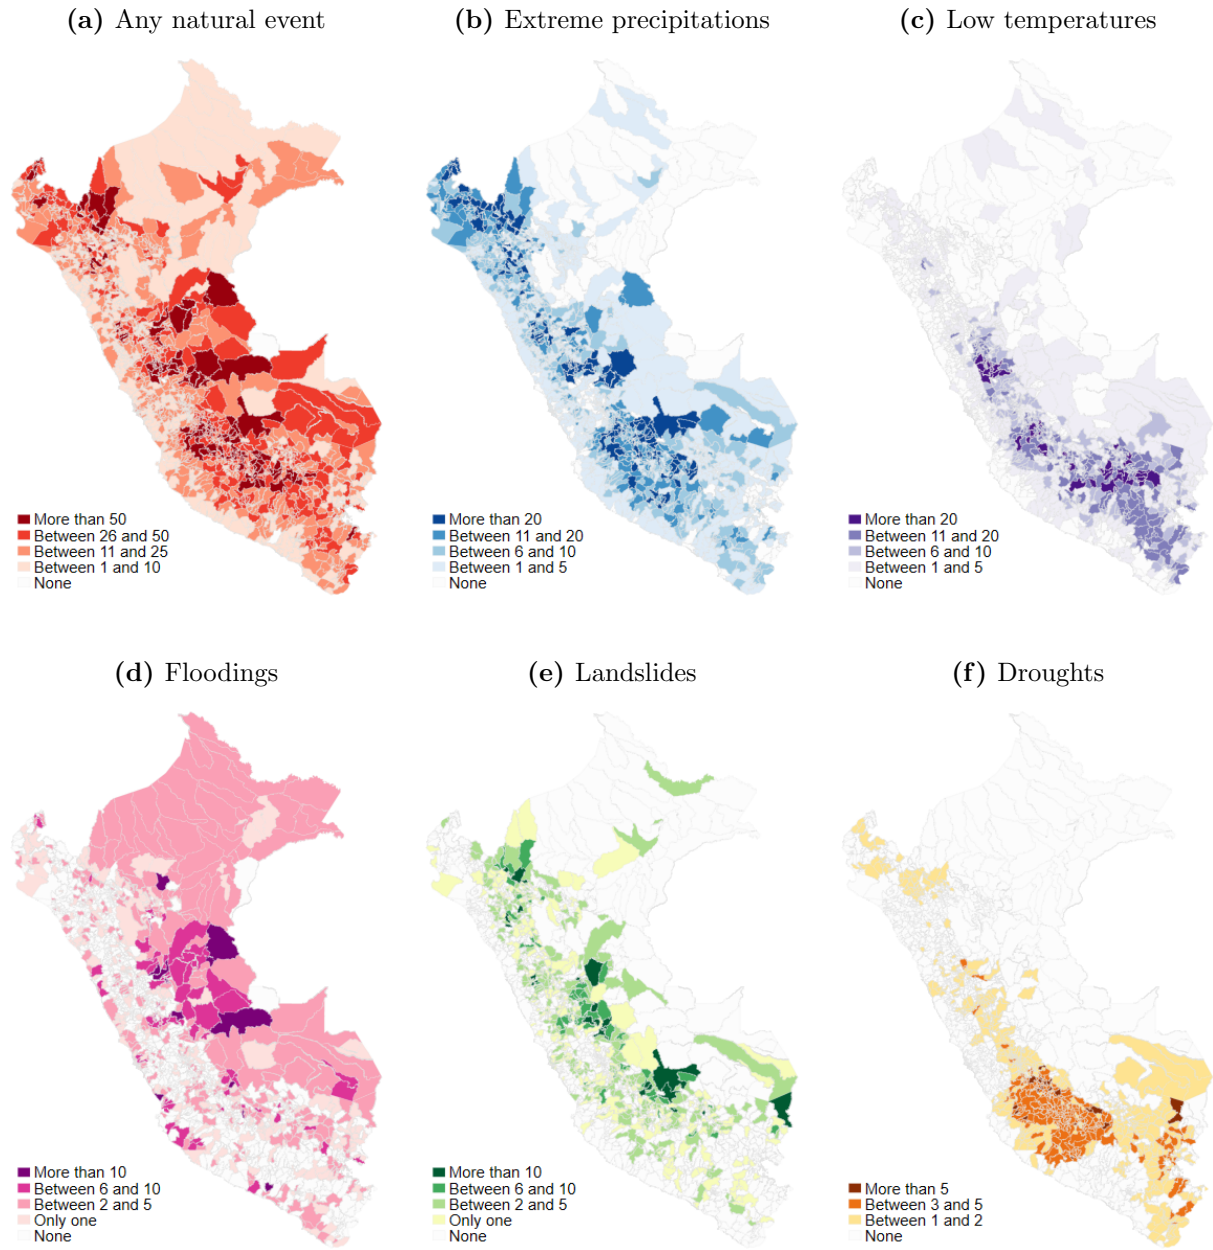 (a) Any natural event
(b) Extreme precipitations
(c) Low temperatures
More than 50
Between 26 and 50
Between 11 and 25
Between 1 and 10
None
More than 20
Between 11 and 20
Between 6 and 10
Between 1 and 5
None
More than 20
Between 11 and 20
Between 6 and 10
Between 1 and 5
None
(d) Floodings
(e) Landslides
(f) Droughts
More than 10
Between 6 and 10
Between 2 and 5
Only one
None
More than 10
Between 6 and 10
Between 2 and 5
Only one
None
More than 5
Between 3 and 5
Between 1 and 2
None